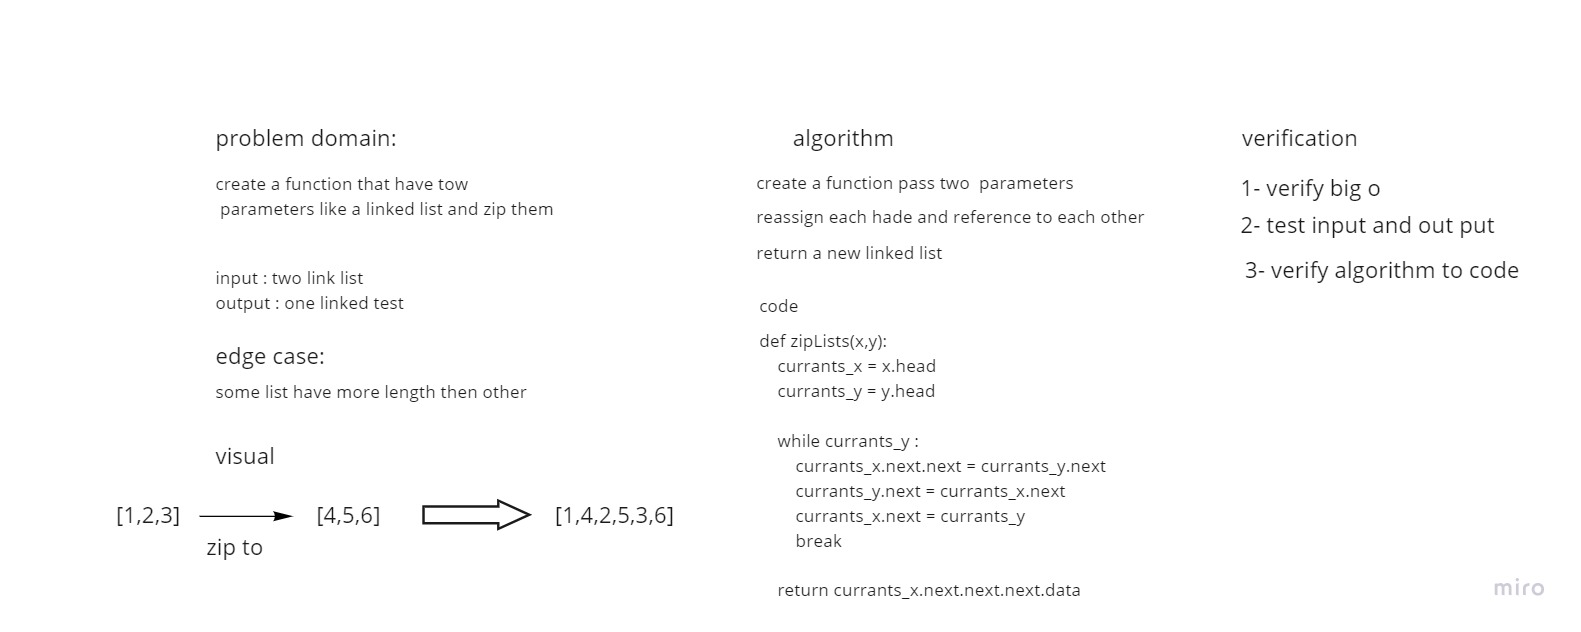 problem domain:
create a function that have tow
parameters like a linked list and zip them
input : two link list
output : one linked test
edge case:
some list have more length then other
visual
[1,2,3]
zip to
[4,5,6]
[1,4,2,5,3,6]
algorithm
create a function pass two  parameters
reassign each hade and reference to each other
return a new linked list
code
def zipLists(x,y):
    currants_x = x.head
    currants_y = y.head
    while currants_y :
        currants_x.next.next = currants_y.next
        currants_y.next = currants_x.next
        currants_x.next = currants_y
        break
    return currants_x.next.next.next.data
verification
1- verify big o
2- test input and out put
3- verify algorithm to code
miro